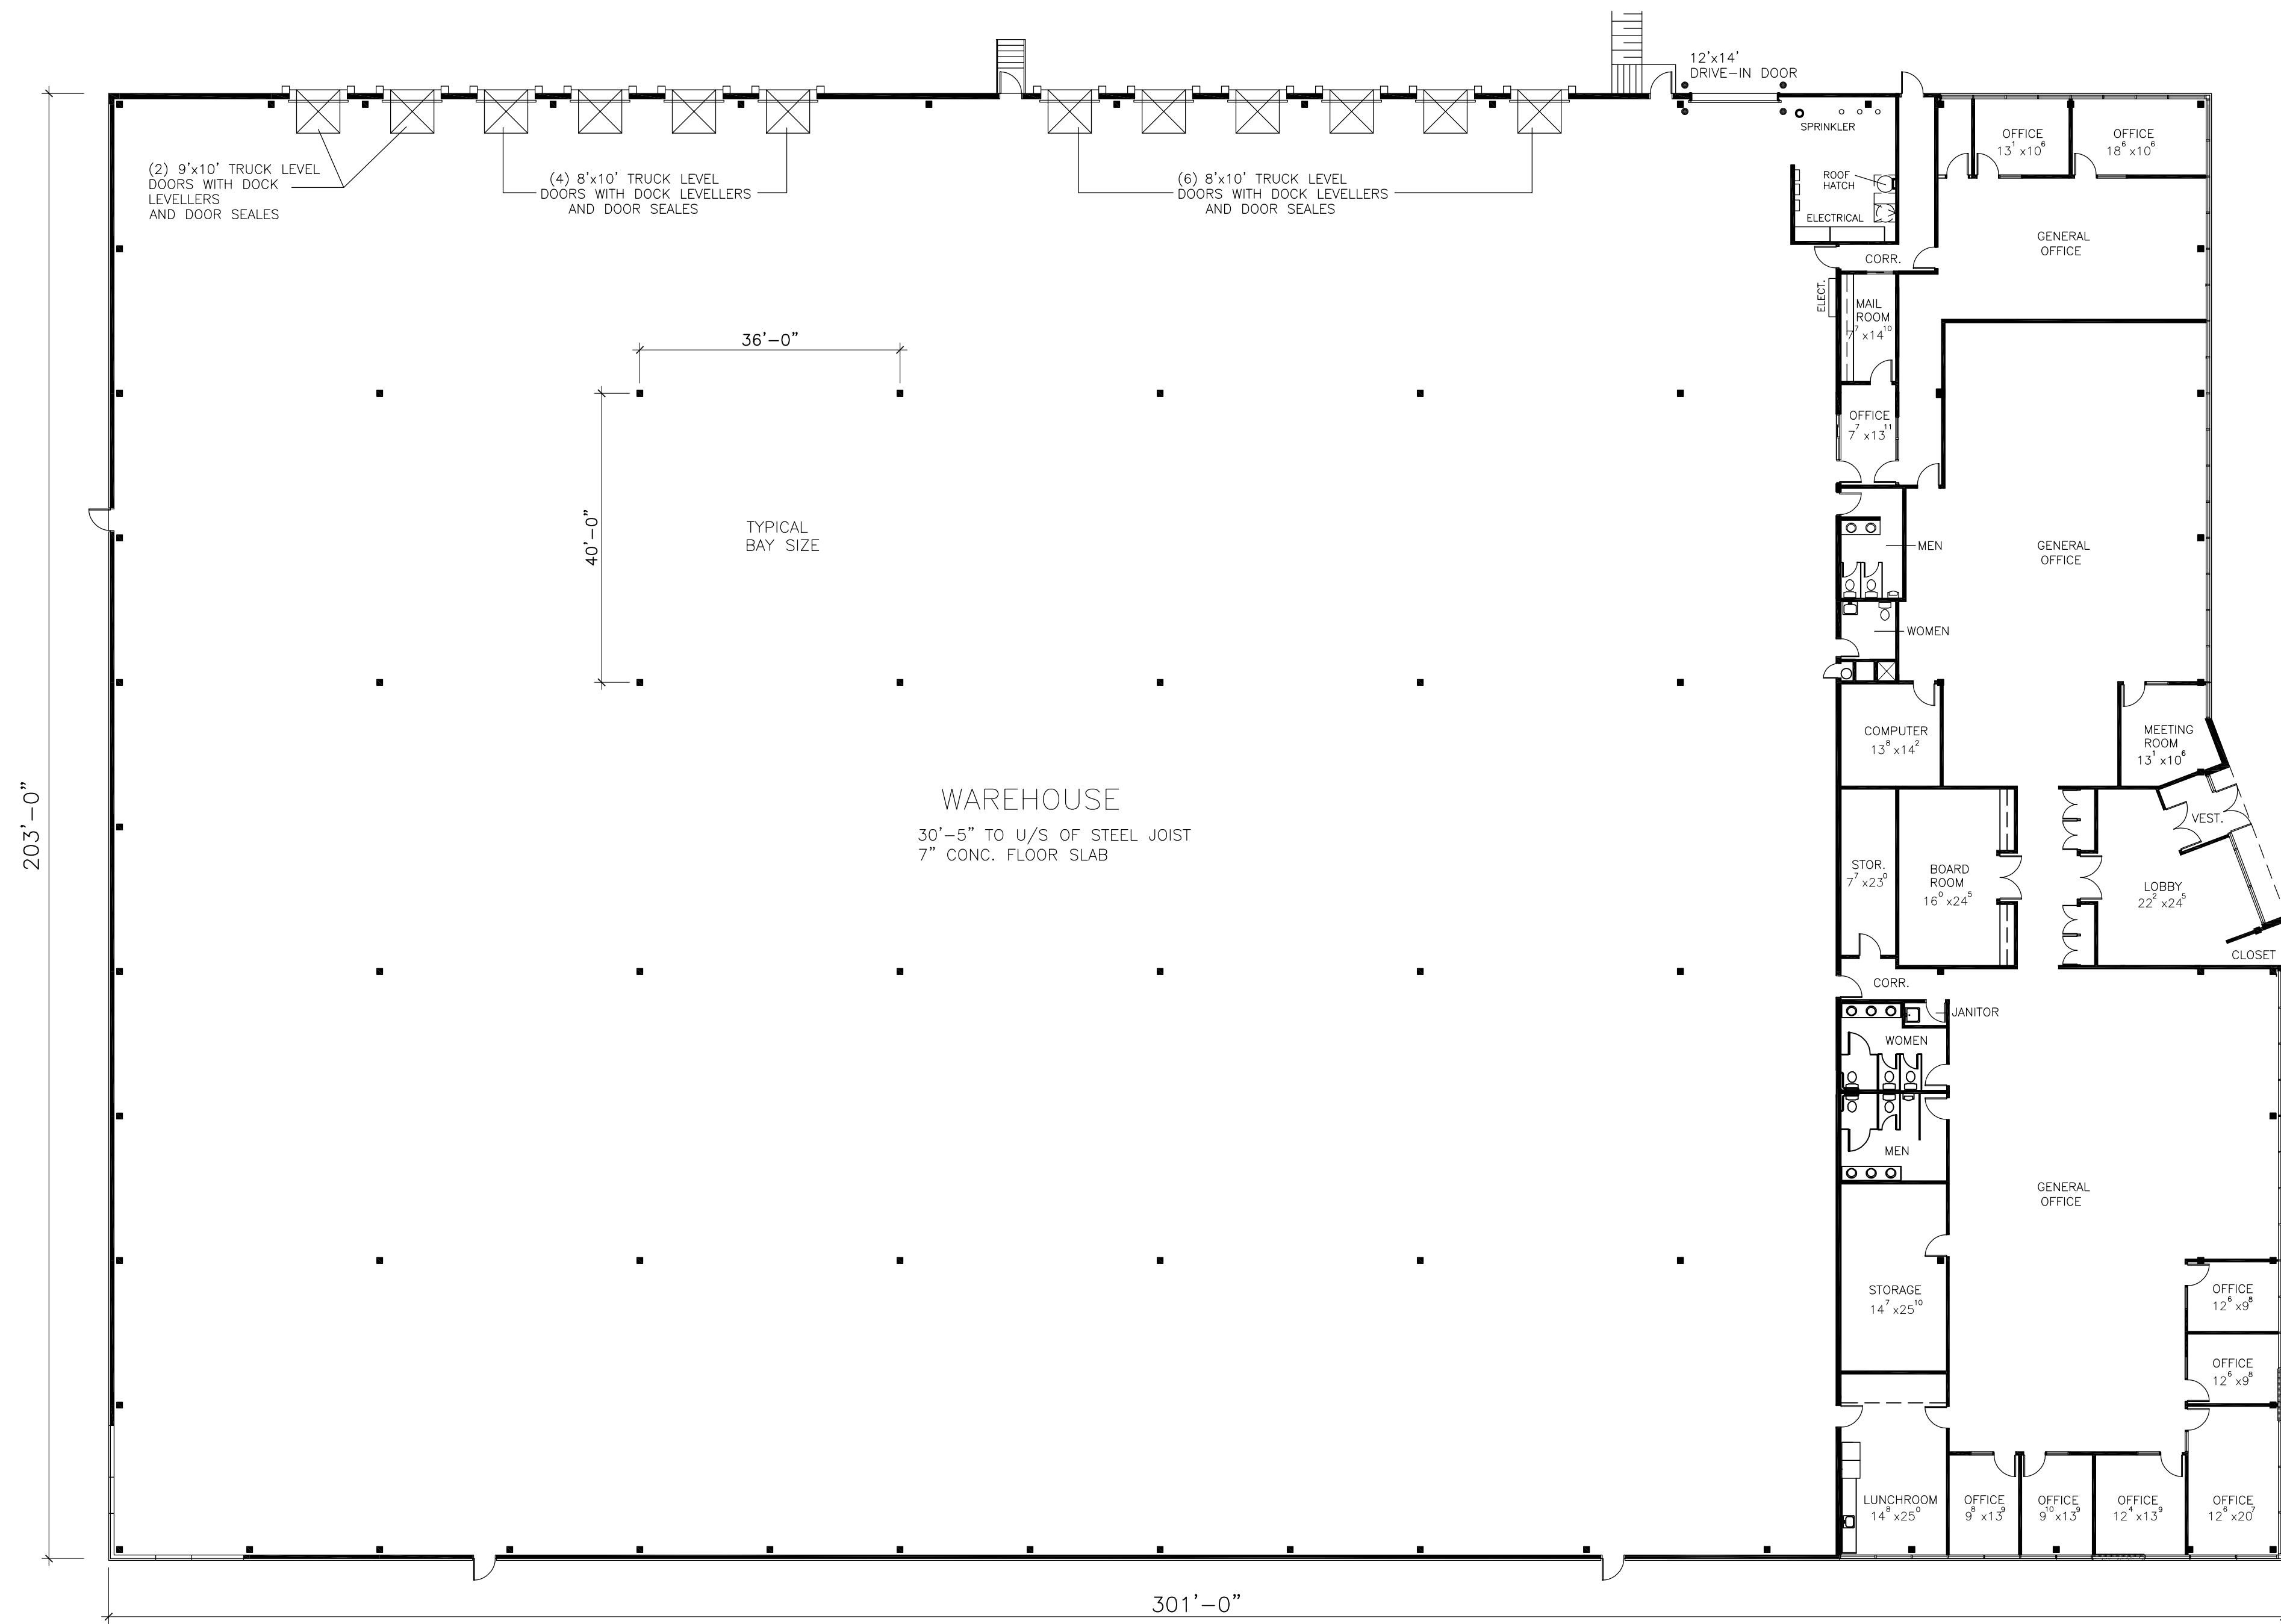 12'x14'
DRIVE-IN DOOR
(2) 9'x10' TRUCK LEVEL
DOORS WITH DOCK
LEVELLERS
AND DOOR SEALES
(4) 8'x10' TRUCK LEVEL
DOORS WITH DOCK LEVELLERS
AND DOOR SEALES
(6) 8'x10' TRUCK LEVEL
DOORS WITH DOCK LEVELLERS
AND DOOR SEALES
SPRINKLER
ROOF
HATCH
ELECTRICAL
OFFICE
13¹x10⁶
OFFICE
18⁶x10⁶
GENERAL
OFFICE
CORR.
ELECT.
MAIL
ROOM
7⁷x14¹⁰
36'-0"
40'-0"
TYPICAL
BAY SIZE
OFFICE
7⁷x13¹¹
MEN
GENERAL
OFFICE
WOMEN
COMPUTER
13⁸x14²
MEETING
ROOM
13¹x10⁶
203'-0"
WAREHOUSE
30'-5" TO U/S OF STEEL JOIST
7" CONC. FLOOR SLAB
VEST.
STOR.
7⁷x23⁰
BOARD
ROOM
16⁰x24⁵
LOBBY
22²x24⁵
CLOSET
CORR.
JANITOR
WOMEN
MEN
GENERAL
OFFICE
STORAGE
14⁷x25¹⁰
OFFICE
12⁶x9⁸
OFFICE
12⁶x9⁸
LUNCHROOM
14⁸x25⁰
OFFICE
9⁸x13⁹
OFFICE
9¹⁰x13⁹
OFFICE
12⁴x13⁹
OFFICE
12⁶x20⁷
301'-0"